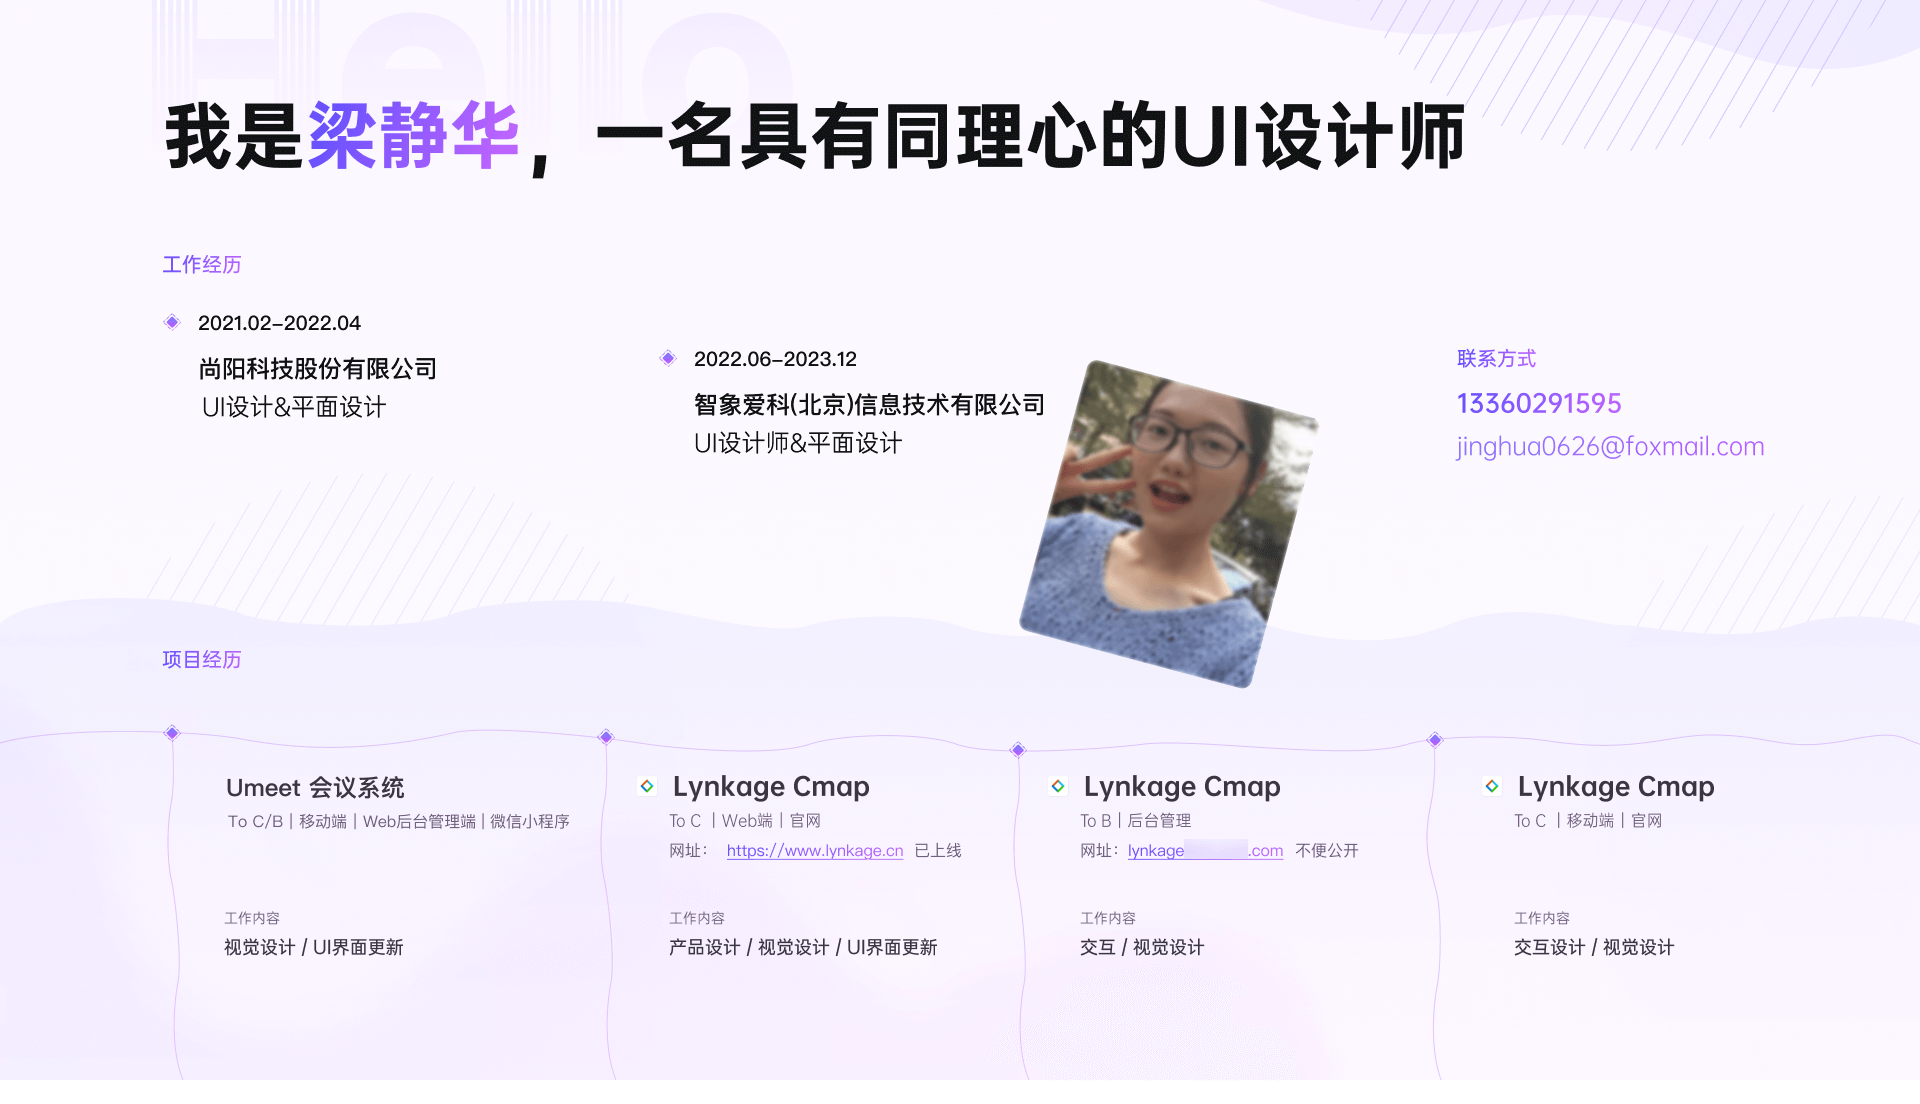 Hello
我是梁静华，一名具有同理心的UI设计师
工作经历
2021.02-2022.04
尚阳科技股份有限公司
UI设计&平面设计
2022.06-2023.12
智象爱科(北京)信息技术有限公司
UI设计师&平面设计
联系方式
13360291595
jinghua0626@foxmail.com
项目经历
Umeet 会议系统
To C/B | 移动端 | Web后台管理端 | 微信小程序
工作内容
视觉设计 / UI界面更新
Lynkage Cmap
To C | Web端 | 官网
网址： https://www.lynkage.cn 已上线
工作内容
产品设计 / 视觉设计 / UI界面更新
Lynkage Cmap
To B | 后台管理
网址： lynkage .com 不便公开
工作内容
交互 / 视觉设计
Lynkage Cmap
To C | 移动端 | 官网
工作内容
交互设计 / 视觉设计